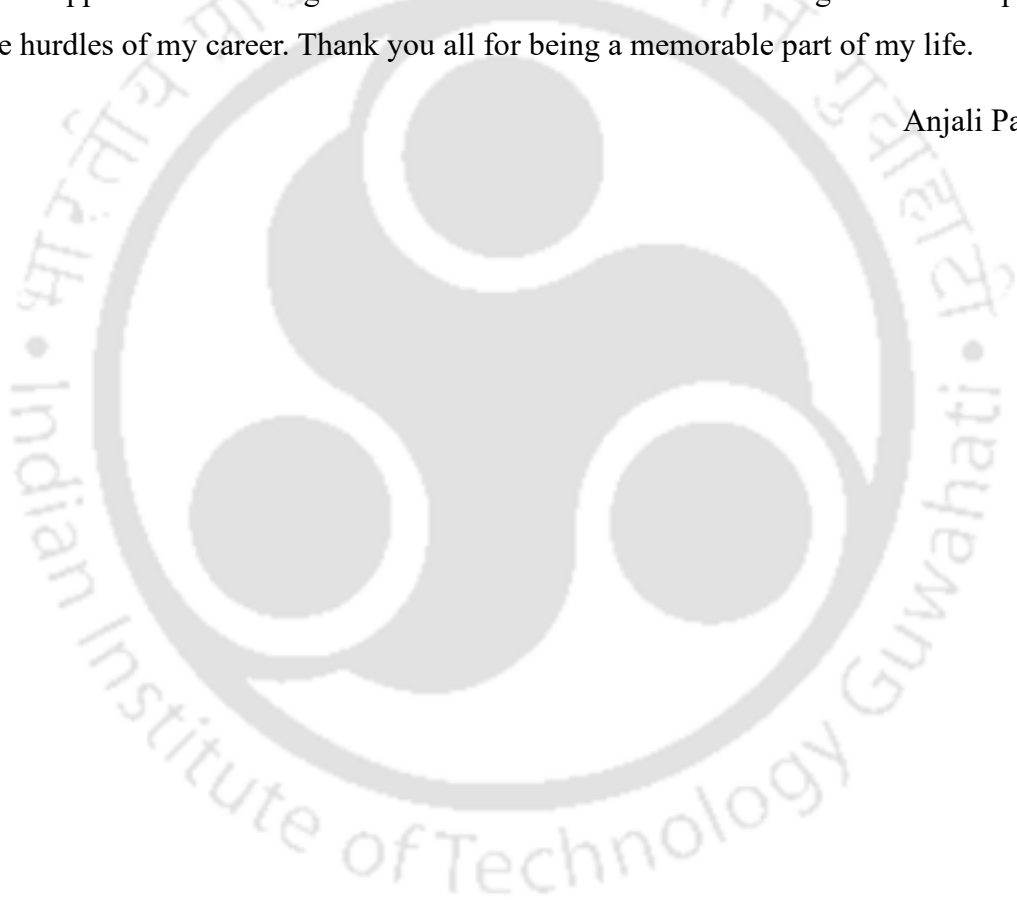 e hurdles of my career. Thank you all for being a memorable part of my life.
Anjali Pa
भारतीय
गुवाहाटी
• Indian Institute of Technology Guwahati •